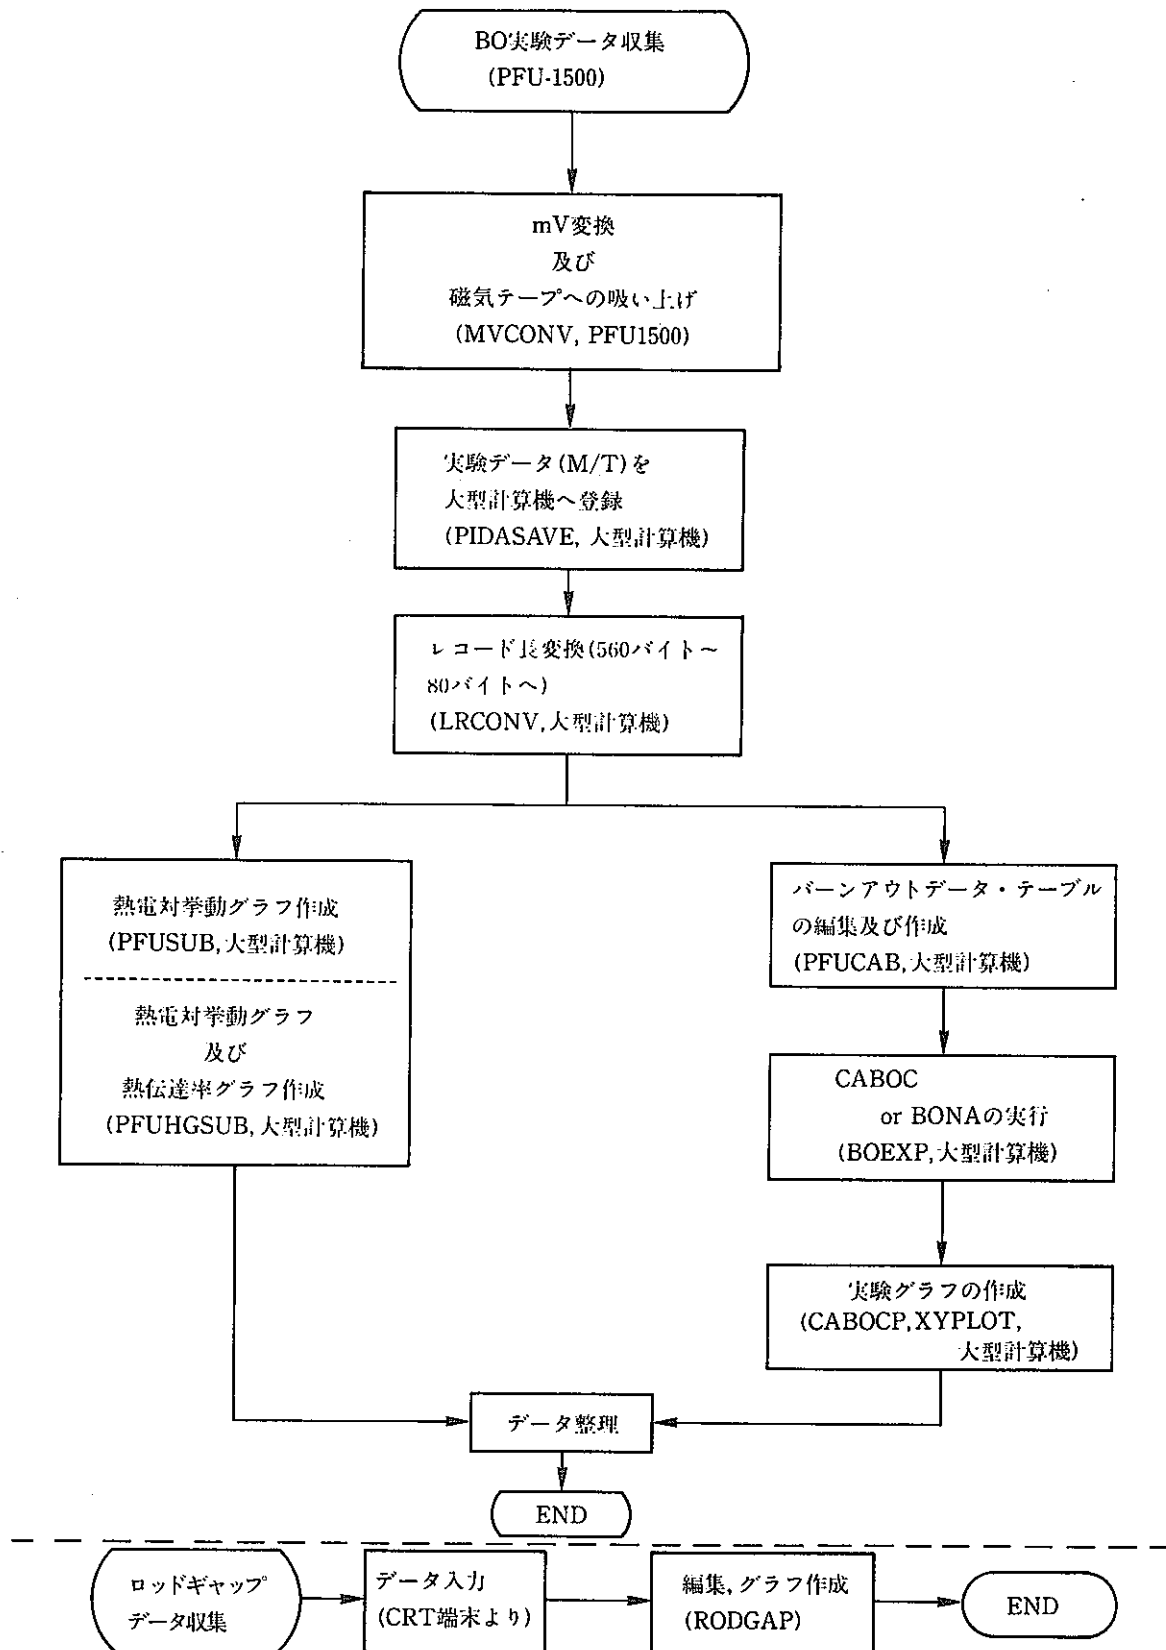 BO実験データ収集
(PFU-1500)
mV変換
及び
磁気テープへの吸い上げ
(MVCONV, PFU1500)
実験データ(M/T)を
大型計算機へ登録
(PIDASAVE, 大型計算機)
レコード長変換(560バイト～
80バイトへ)
(LRCONV,大型計算機)
熱電対挙動グラフ作成
(PFUSUB,大型計算機)
熱電対挙動グラフ
及び
熱伝達率グラフ作成
(PFUHGSUB,大型計算機)
バーンアウトデータ・テーブル
の編集及び作成
(PFUCAB,大型計算機)
CABOC
or BONAの実行
(BOEXP,大型計算機)
実験グラフの作成
(CABOCP,XYPLOT,
大型計算機)
データ整理
END
ロッドギャップ
データ収集
データ入力
(CRT端末より)
編集,グラフ作成
(RODGAP)
END